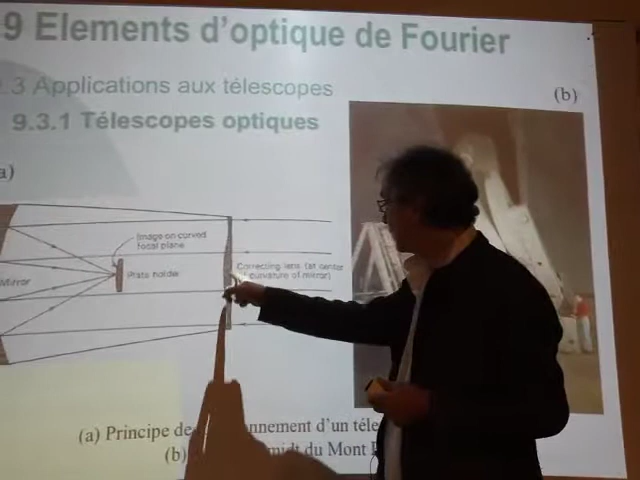 9 Elements d'optique de Fourier
.3 Applications aux télescopes
(b)
9.3.1 Télescopes optiques
a)
Image on curved
focal plane
Plate holder
Mirror
Correcting lens (at center
of curvature of mirror)
(a) Principe de onnement d'un téle
(b) midt du Mont